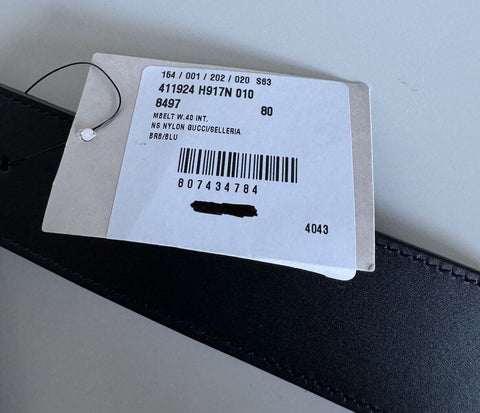 164 / 001 / 202 / 020 S63
411924 H917N 010
8497 80
MBELT W.40 INT.
NS NYLON GUCCI/SELLERIA
BRB/BLU
807434784
4043